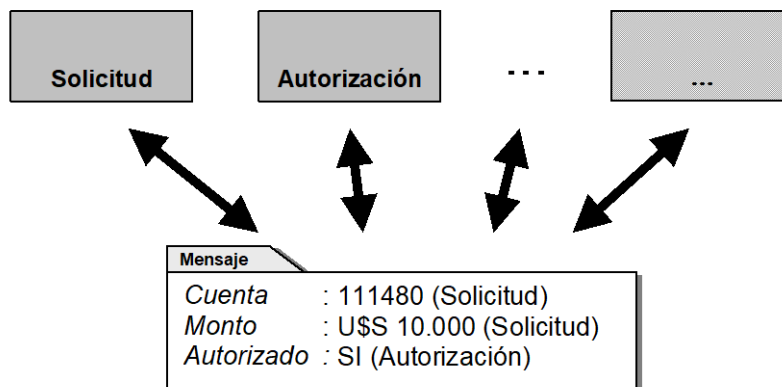 Solicitud
Autorización
...
...
Mensaje
Cuenta : 111480 (Solicitud)
Monto : U$S 10.000 (Solicitud)
Autorizado : SI (Autorización)